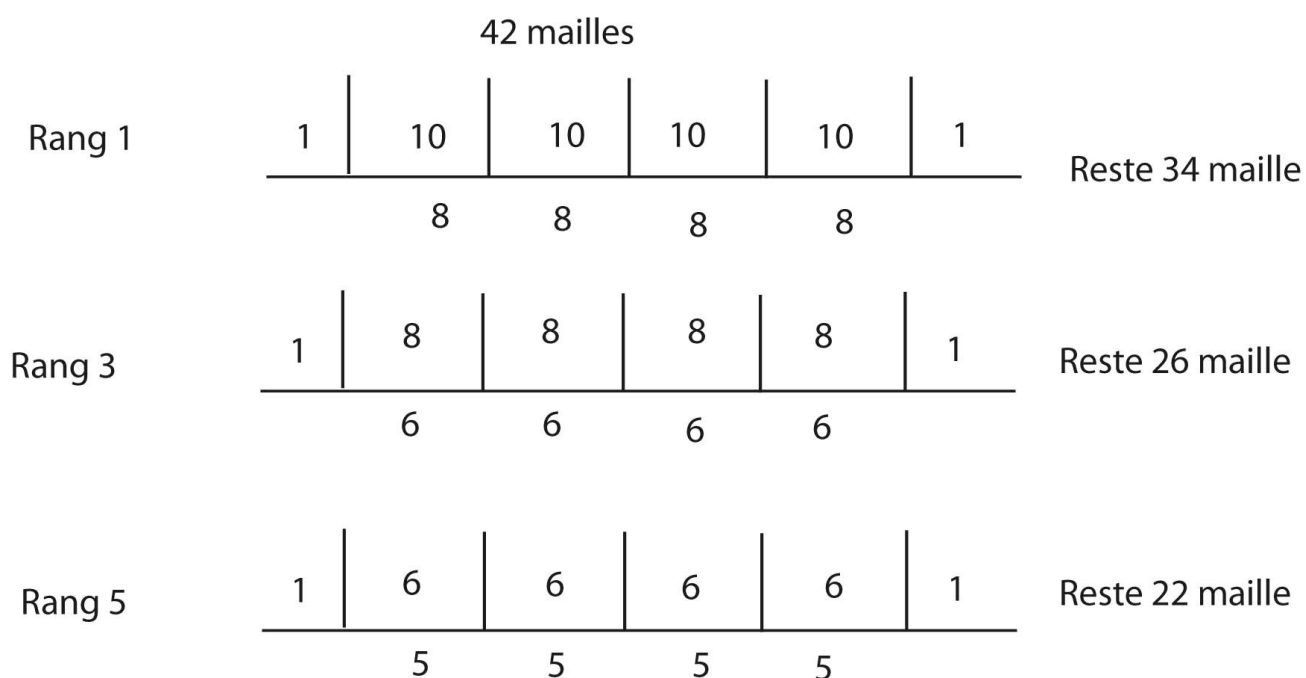 42 mailles
Rang 1
1 10 10 10 10 1
Reste 34 maille
8 8 8 8
Rang 3
1 8 8 8 8 1
Reste 26 maille
6 6 6 6
Rang 5
1 6 6 6 6 1
Reste 22 maille
5 5 5 5